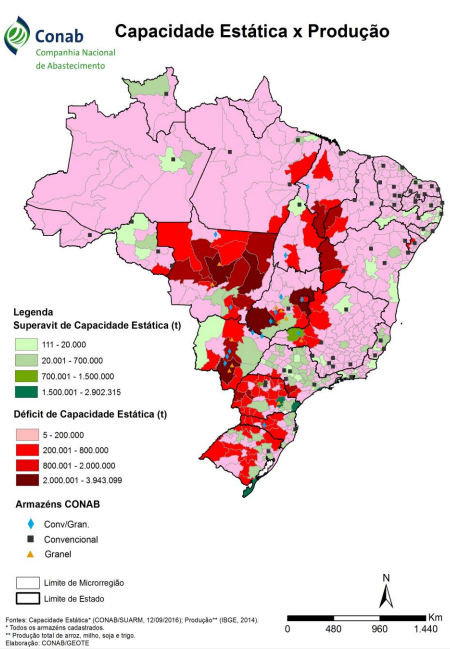 Capacidade Estática x Produção
Conab
Companhia Nacional
de Abastecimento
Legenda
Superavit de Capacidade Estática (t)
111 - 20.000
20.001 - 700.000
700.001 - 1.500.000
1.500.001 - 2.902.315
Déficit de Capacidade Estática (t)
5 - 200.000
200.001 - 800.000
800.001 - 2.000.000
2.000.001 - 3.943.099
Armazéns CONAB
Conv/Gran.
Convencional
Granel
Limite de Microrregião
Limite de Estado
N
Km
0 480 960 1.440
Fontes: Capacidade Estática* (CONAB/SUARM, 12/09/2016); Produção** (IBGE, 2014).
* Todos os armazéns cadastrados.
** Produção total de arroz, milho, soja e trigo.
Elaboração: CONAB/GEOTE